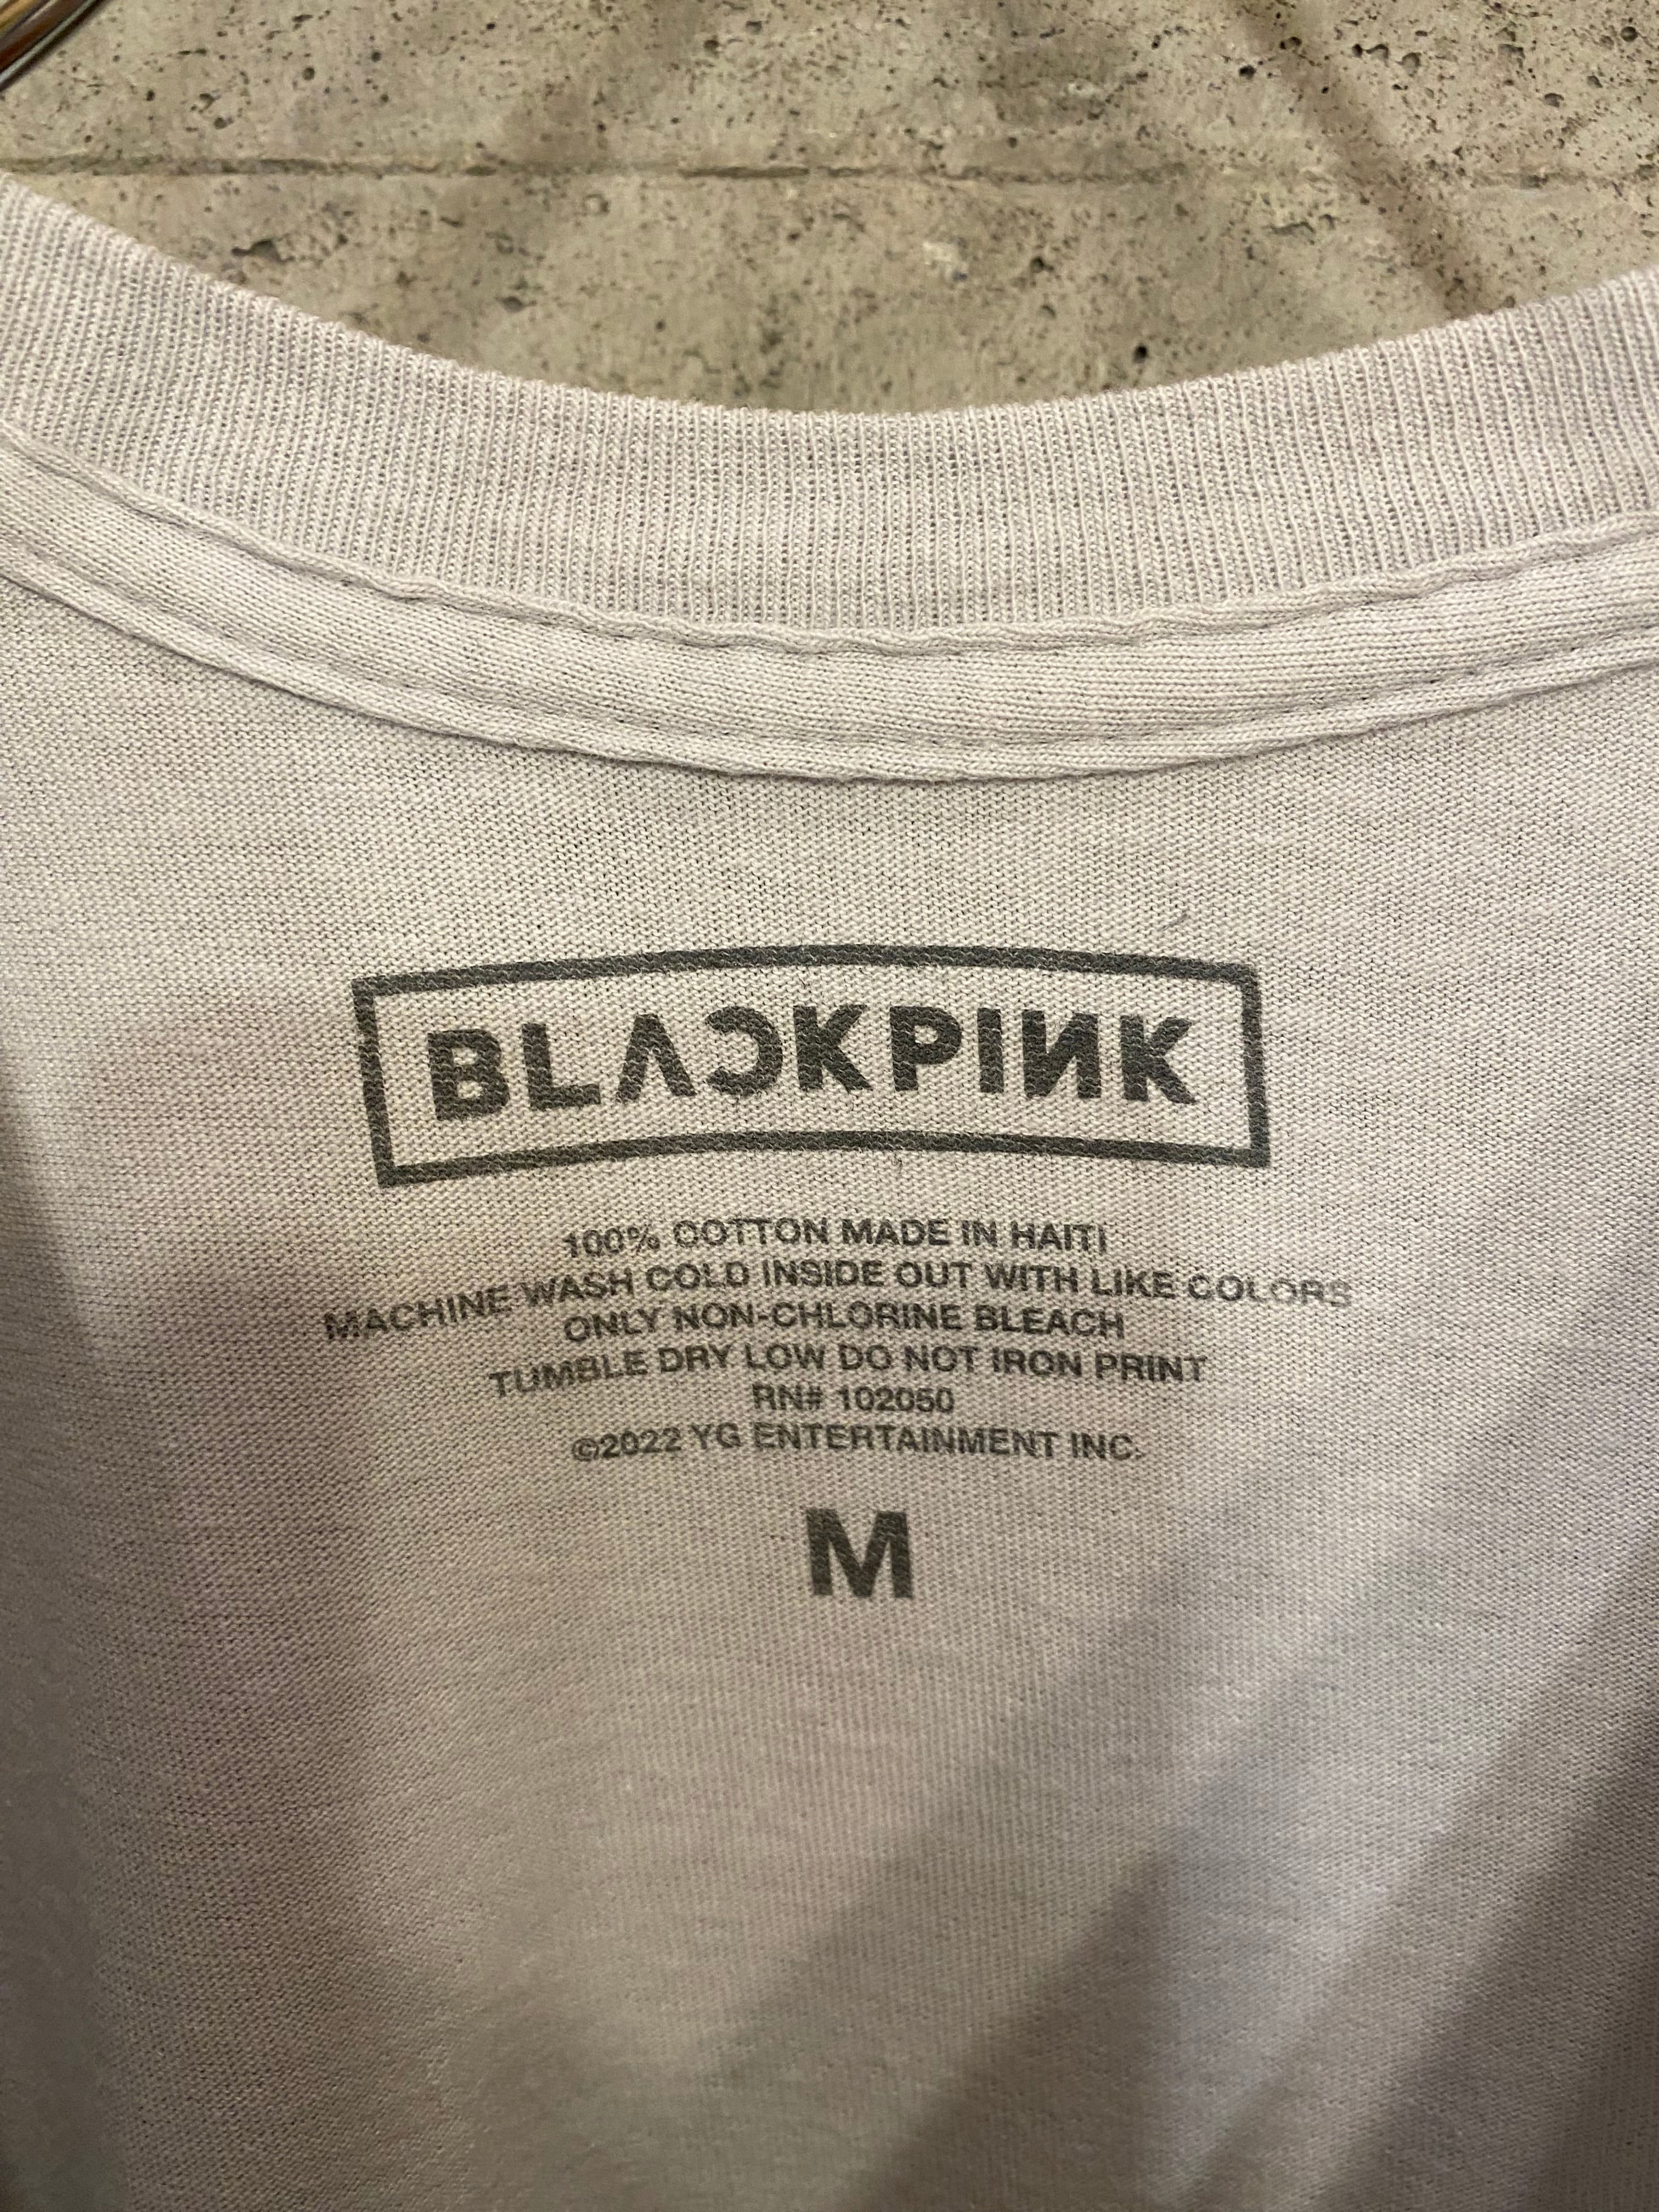 BLACKPINK
100% COTTON MADE IN HAITI
MACHINE WASH COLD INSIDE OUT WITH LIKE COLORS
ONLY NON-CHLORINE BLEACH
TUMBLE DRY LOW DO NOT IRON PRINT
RN# 102050
©2022 YG ENTERTAINMENT INC.
M